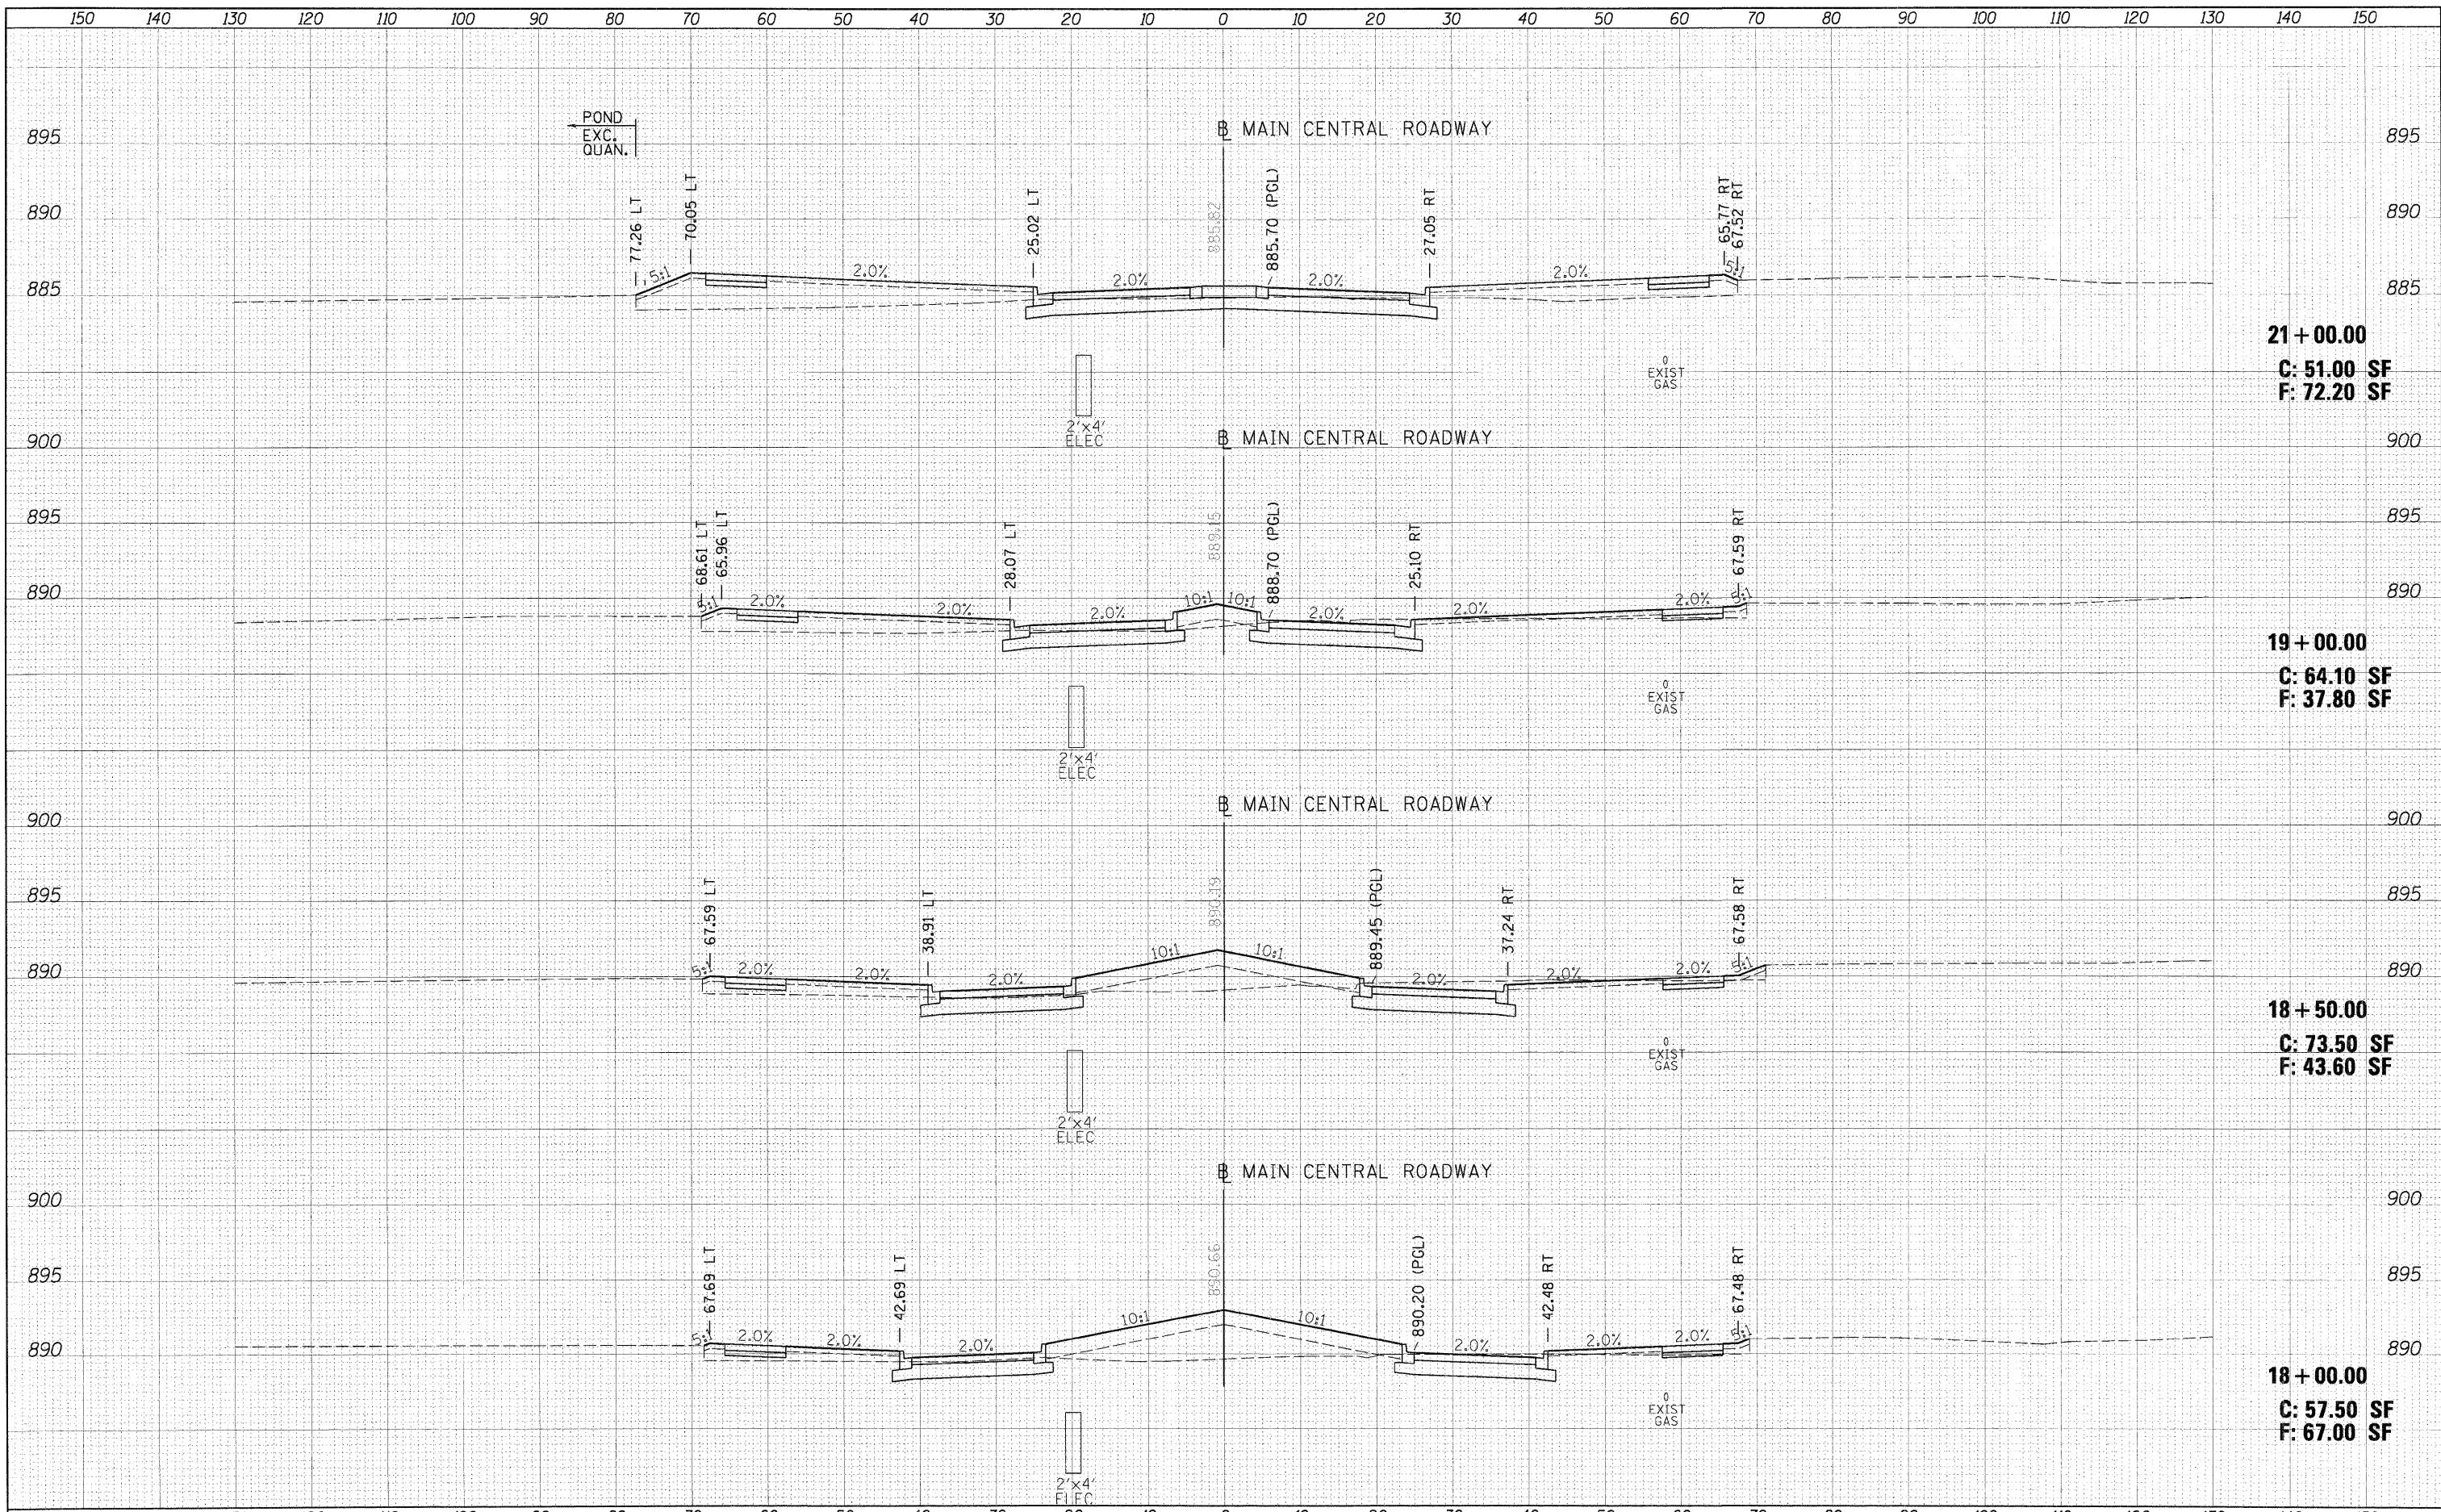 150 140 130 120 110 100 90 80 70 60 50 40 30 20 10 0 10 20 30 40 50 60 70 80 90 100 110 120 130 140 150
POND
EXC.
QUAN.
B MAIN CENTRAL ROADWAY
895 895
890 890
885 885
77.26 LT
70.05 LT
25.02 LT
885.82
885.70 (PGL)
27.05 RT
65.77 RT
67.52 RT
5:1 2.0% 2.0% 2.0% 2.0% 5:1
21+00.00
C: 51.00 SF
F: 72.20 SF
0
EXIST
GAS
2'x4'
ELEC
B MAIN CENTRAL ROADWAY
900 900
895 895
890 890
68.61 LT
65.96 LT
28.07 LT
889.15
888.70 (PGL)
25.10 RT
67.59 RT
5:1 2.0% 2.0% 2.0% 10:1 10:1 2.0% 2.0% 2.0% 5:1
19+00.00
C: 64.10 SF
F: 37.80 SF
0
EXIST
GAS
2'x4'
ELEC
B MAIN CENTRAL ROADWAY
900 900
895 895
890 890
67.59 LT
38.91 LT
890.19
889.45 (PGL)
37.24 RT
67.58 RT
5:1 2.0% 2.0% 2.0% 10:1 10:1 2.0% 2.0% 2.0% 5:1
18+50.00
C: 73.50 SF
F: 43.60 SF
0
EXIST
GAS
2'x4'
ELEC
B MAIN CENTRAL ROADWAY
900 900
895 895
890 890
67.69 LT
42.69 LT
890.66
890.20 (PGL)
42.48 RT
67.48 RT
5:1 2.0% 2.0% 2.0% 10:1 10:1 2.0% 2.0% 2.0% 5:1
18+00.00
C: 57.50 SF
F: 67.00 SF
0
EXIST
GAS
2'x4'
ELEC